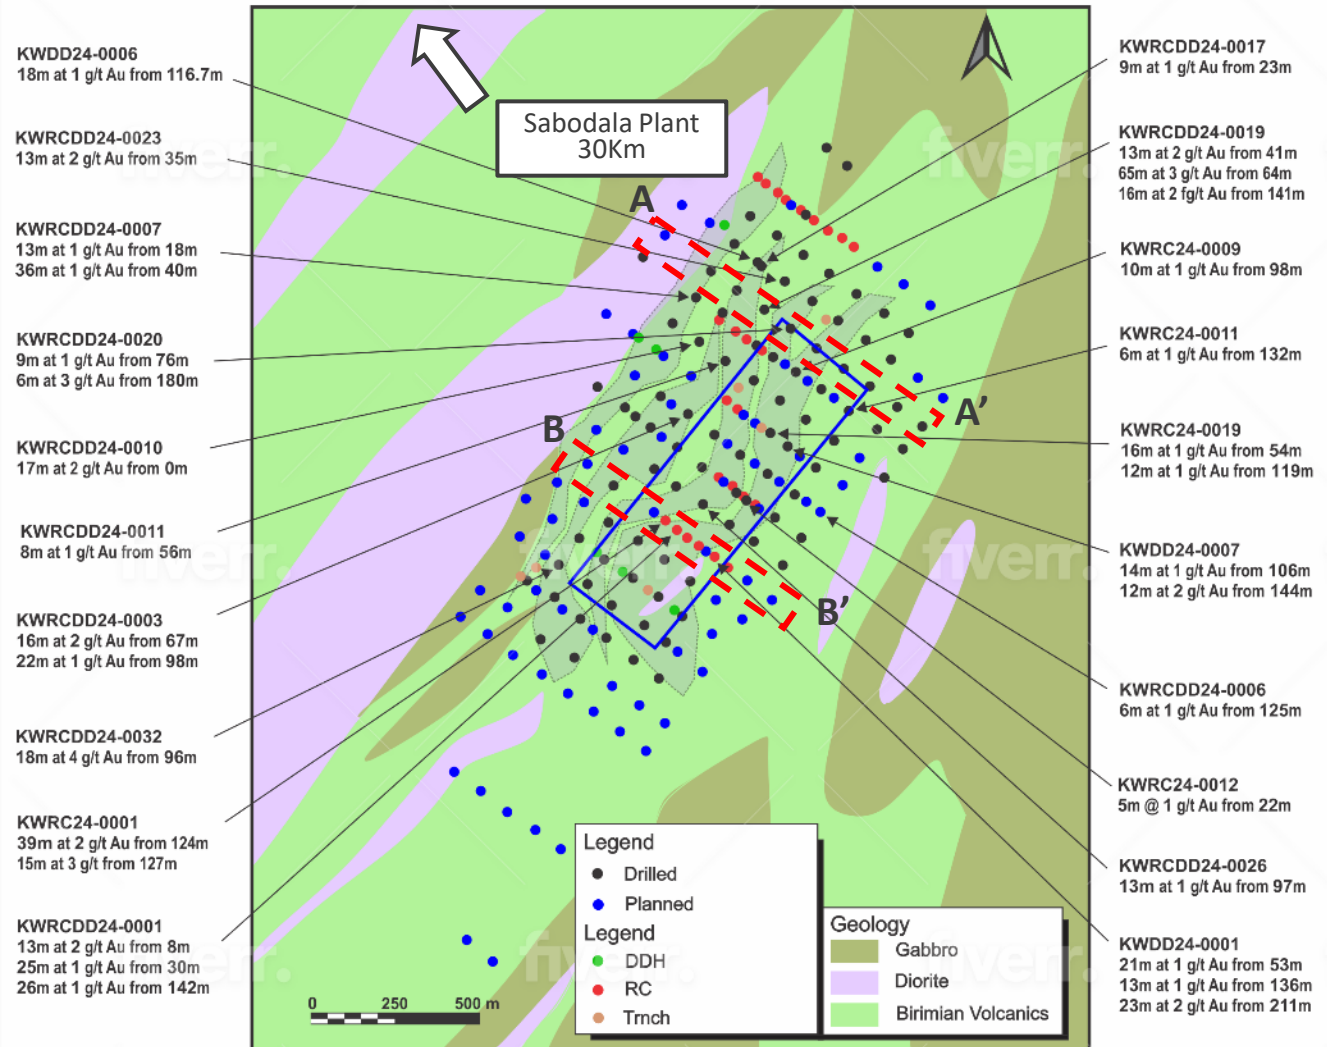 KWDD24-0006
18m at 1 g/t Au from 116.7m
KWRCDD24-0023
13m at 2 g/t Au from 35m
KWRCDD24-0007
13m at 1 g/t Au from 18m
36m at 1 g/t Au from 40m
KWRCDD24-0020
9m at 1 g/t Au from 76m
6m at 3 g/t Au from 180m
KWRCDD24-0010
17m at 2 g/t Au from 0m
KWRCDD24-0011
8m at 1 g/t Au from 56m
KWRCDD24-0003
16m at 2 g/t Au from 67m
22m at 1 g/t Au from 98m
KWRCDD24-0032
18m at 4 g/t Au from 96m
KWRC24-0001
39m at 2 g/t Au from 124m
15m at 3 g/t from 127m
KWRCDD24-0001
13m at 2 g/t Au from 8m
25m at 1 g/t Au from 30m
26m at 1 g/t Au from 142m
Sabodala Plant
30Km
A
A’
B
B’
fiverr.
fiverr.
fiverr.
fiverr.
fiverr.
fiverr.
fiverr.
fiverr.
0 250 500 m
Legend
Drilled
Planned
Legend
DDH
RC
Trnch
Geology
Gabbro
Diorite
Birimian Volcanics
KWRCDD24-0017
9m at 1 g/t Au from 23m
KWRCDD24-0019
13m at 2 g/t Au from 41m
65m at 3 g/t Au from 64m
16m at 2 fg/t Au from 141m
KWRC24-0009
10m at 1 g/t Au from 98m
KWRC24-0011
6m at 1 g/t Au from 132m
KWRC24-0019
16m at 1 g/t Au from 54m
12m at 1 g/t Au from 119m
KWDD24-0007
14m at 1 g/t Au from 106m
12m at 2 g/t Au from 144m
KWRCDD24-0006
6m at 1 g/t Au from 125m
KWRC24-0012
5m @ 1 g/t Au from 22m
KWRCDD24-0026
13m at 1 g/t Au from 97m
KWDD24-0001
21m at 1 g/t Au from 53m
13m at 1 g/t Au from 136m
23m at 2 g/t Au from 211m